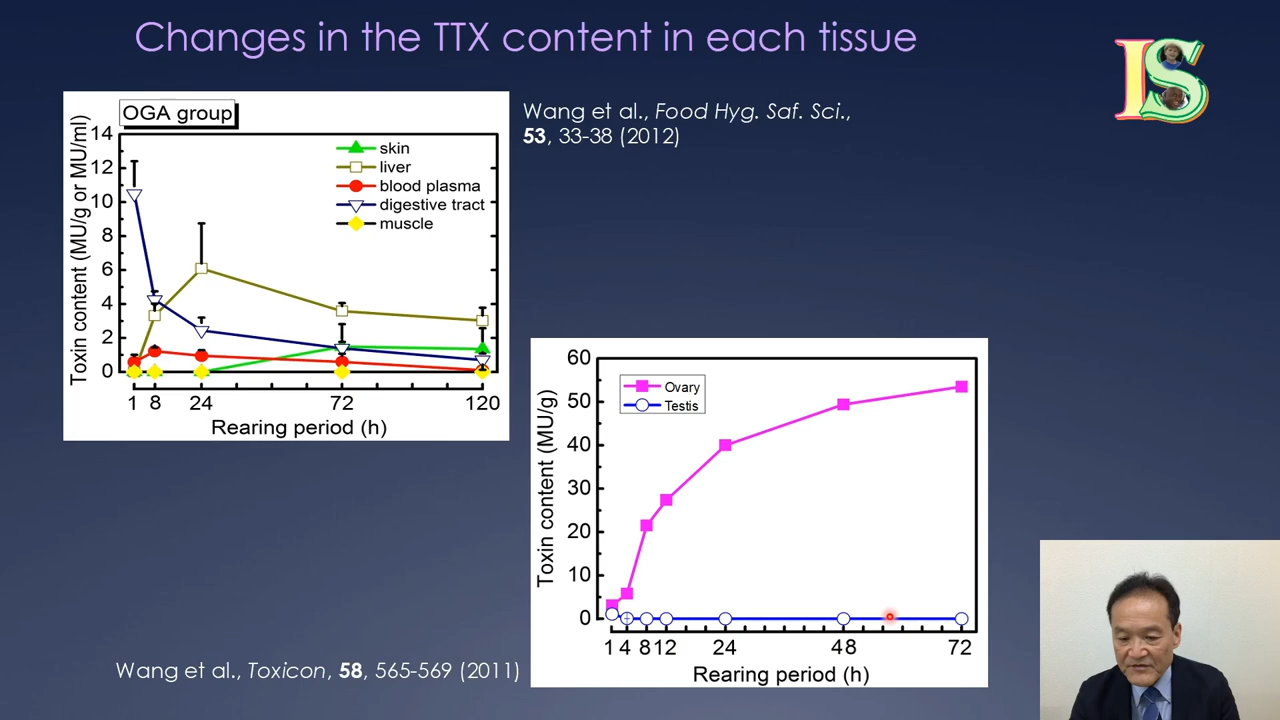 Changes in the TTX content in each tissue
IS
OGA group
Wang et al., Food Hyg. Saf. Sci.,
53, 33-38 (2012)
Toxin content (MU/g or MU/ml)
14
12
10
8
6
4
2
0
skin
liver
blood plasma
digestive tract
muscle
1 8 24 72 120
Rearing period (h)
Toxin content (MU/g)
60
50
40
30
20
10
0
Ovary
Testis
1 4 8 12 24 48 72
Rearing period (h)
Wang et al., Toxicon, 58, 565-569 (2011)